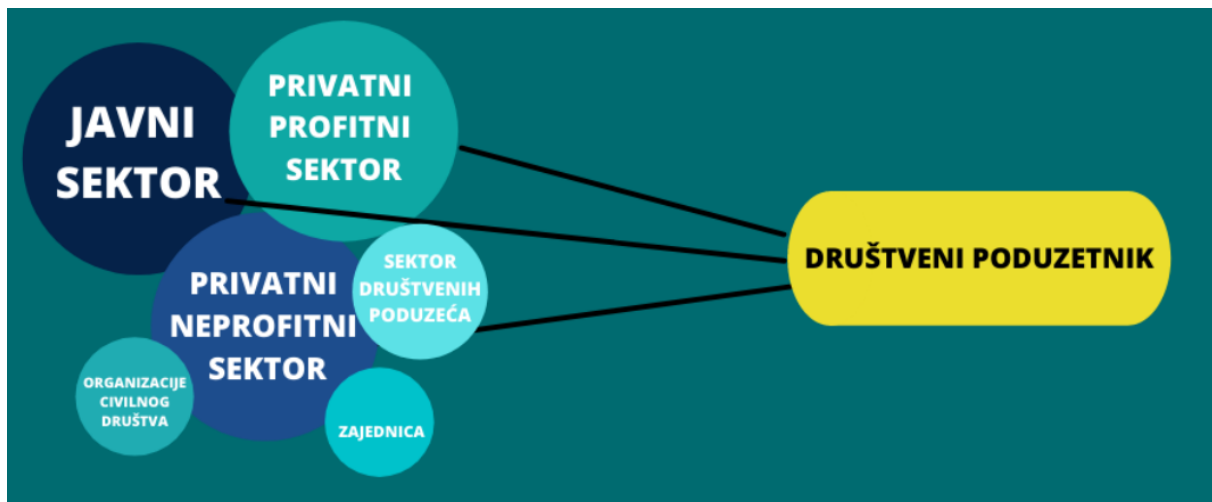 JAVNI
SEKTOR
PRIVATNI
PROFITNI
SEKTOR
PRIVATNI
NEPROFITNI
SEKTOR
SEKTOR
DRUŠTVENIH
PODUZEĆA
ORGANIZACIJE
CIVILNOG
DRUŠTVA
ZAJEDNICA
DRUŠTVENI PODUZETNIK